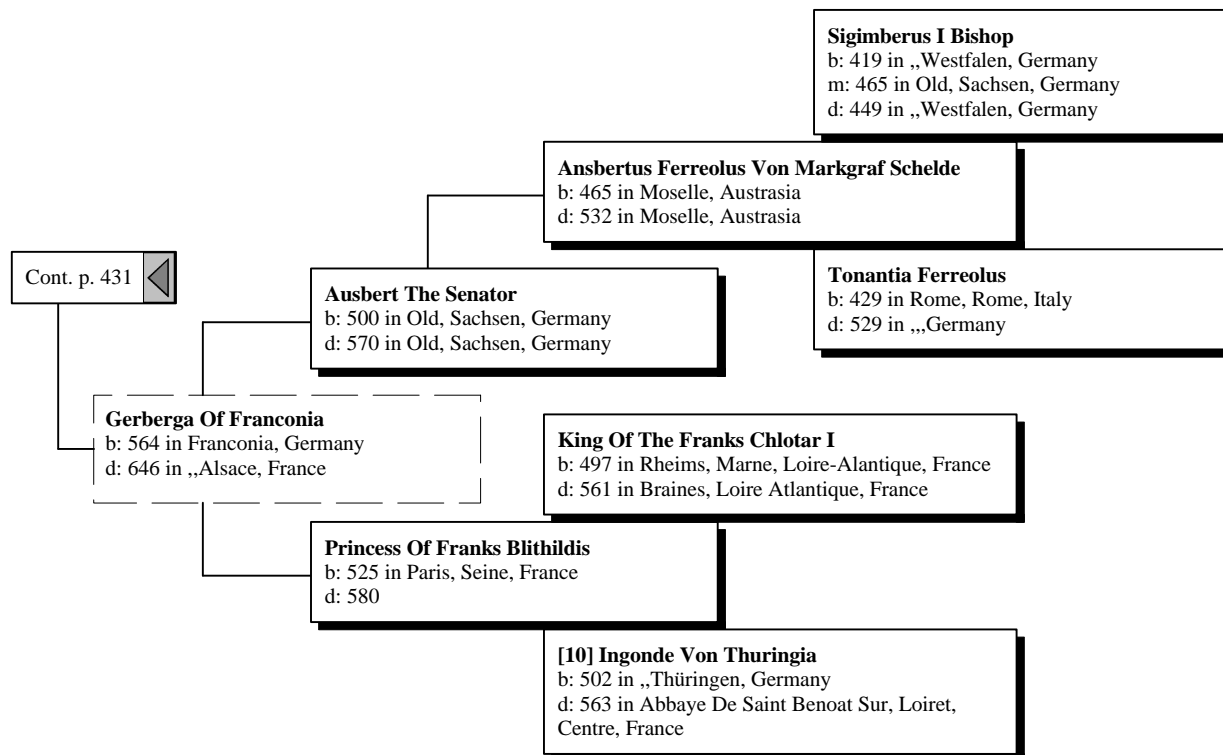 Sigimberus I Bishop
b: 419 in ,,Westfalen, Germany
m: 465 in Old, Sachsen, Germany
d: 449 in ,,Westfalen, Germany
Ansbertus Ferreolus Von Markgraf Schelde
b: 465 in Moselle, Austrasia
d: 532 in Moselle, Austrasia
Cont. p. 431
Ausbert The Senator
b: 500 in Old, Sachsen, Germany
d: 570 in Old, Sachsen, Germany
Tonantia Ferreolus
b: 429 in Rome, Rome, Italy
d: 529 in ,,,Germany
Gerberga Of Franconia
b: 564 in Franconia, Germany
d: 646 in ,,Alsace, France
King Of The Franks Chlotar I
b: 497 in Rheims, Marne, Loire-Alantique, France
d: 561 in Braines, Loire Atlantique, France
Princess Of Franks Blithildis
b: 525 in Paris, Seine, France
d: 580
[10] Ingonde Von Thuringia
b: 502 in ,,Thüringen, Germany
d: 563 in Abbaye De Saint Benoat Sur, Loiret,
Centre, France